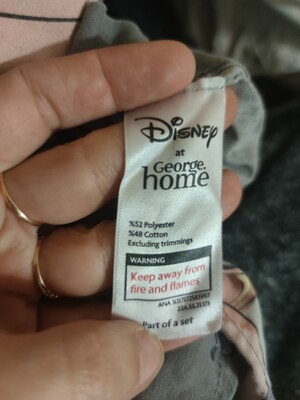 Disney
at
George.
home
%52 Polyester
%48 Cotton
Excluding trimmings
WARNING
Keep away from
fire and flames
ANA
Part of a set